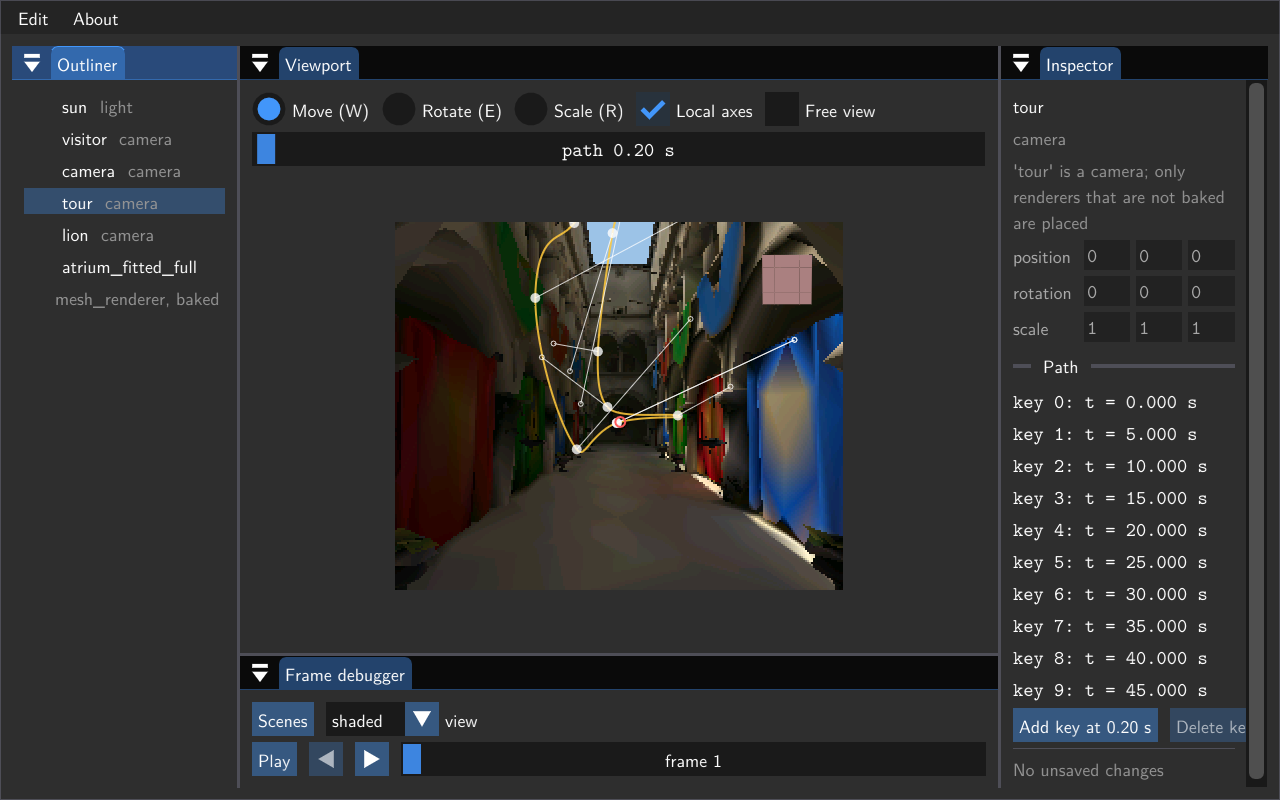 Edit About
Outliner
sun light
visitor camera
camera camera
tour camera
lion camera
atrium_fitted_full
mesh_renderer, baked
Viewport
Move (W) Rotate (E) Scale (R) Local axes Free view
path 0.20 s
Frame debugger
Scenes shaded view
Play frame 1
Inspector
tour
camera
'tour' is a camera; only
renderers that are not baked
are placed
position 0 0 0
rotation 0 0 0
scale 1 1 1
Path
key 0: t = 0.000 s
key 1: t = 5.000 s
key 2: t = 10.000 s
key 3: t = 15.000 s
key 4: t = 20.000 s
key 5: t = 25.000 s
key 6: t = 30.000 s
key 7: t = 35.000 s
key 8: t = 40.000 s
key 9: t = 45.000 s
Add key at 0.20 s Delete ke
No unsaved changes